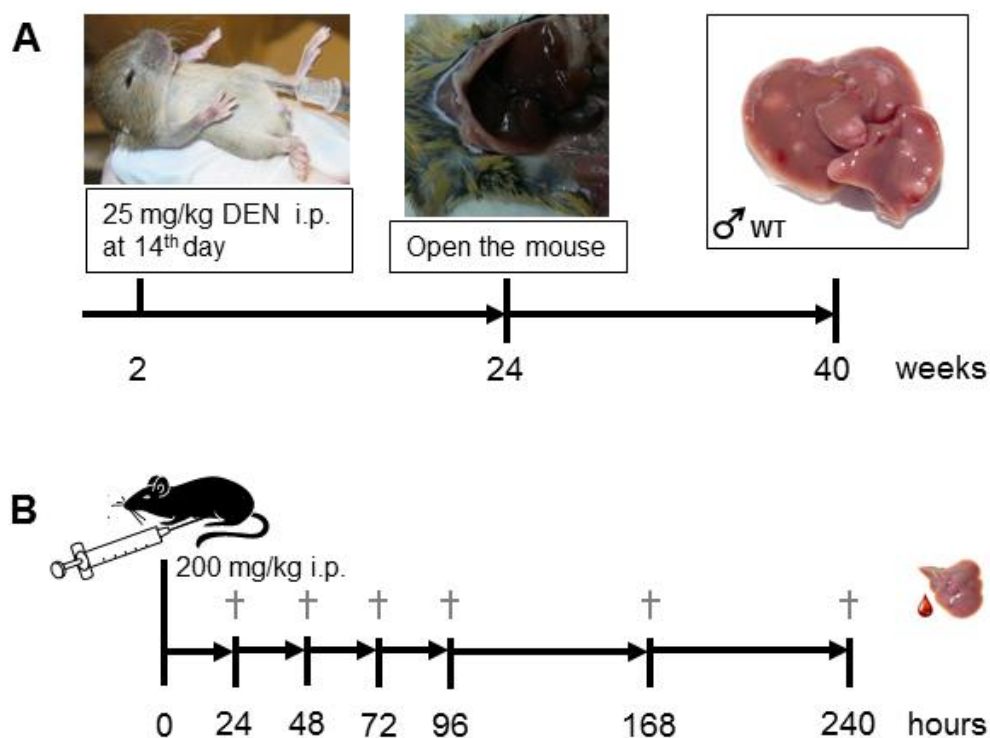 A
25 mg/kg DEN i.p.
at 14th day
Open the mouse
♂ WT
2 24 40 weeks
B
200 mg/kg i.p.
† † † † † †
0 24 48 72 96 168 240 hours